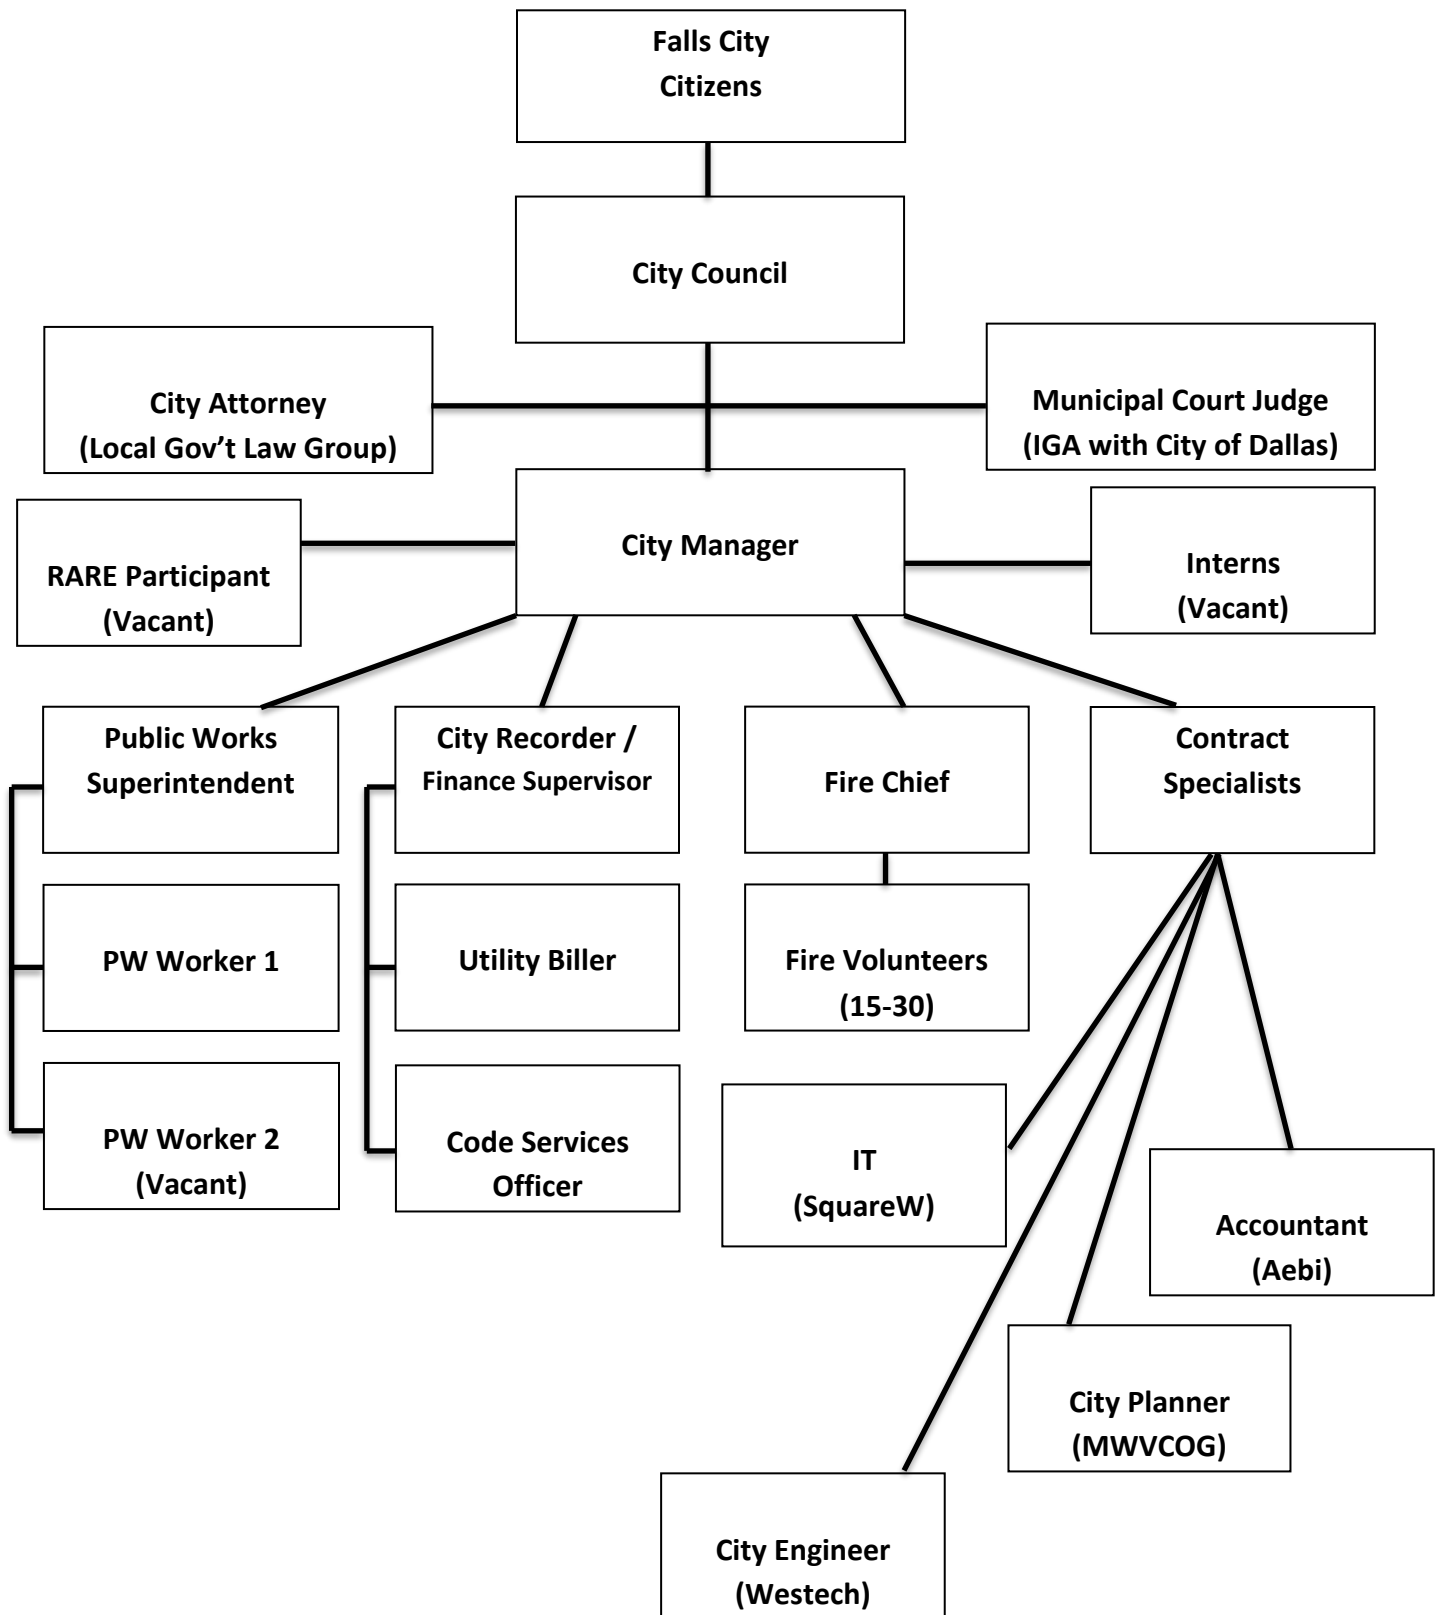 Falls City
Citizens
City Council
City Attorney
(Local Gov’t Law Group)
Municipal Court Judge
(IGA with City of Dallas)
City Manager
RARE Participant
(Vacant)
Interns
(Vacant)
Public Works
Superintendent
City Recorder /
Finance Supervisor
Fire Chief
Contract
Specialists
PW Worker 1
Utility Biller
Fire Volunteers
(15-30)
PW Worker 2
(Vacant)
Code Services
Officer
IT
(SquareW)
Accountant
(Aebi)
City Planner
(MWVCOG)
City Engineer
(Westech)